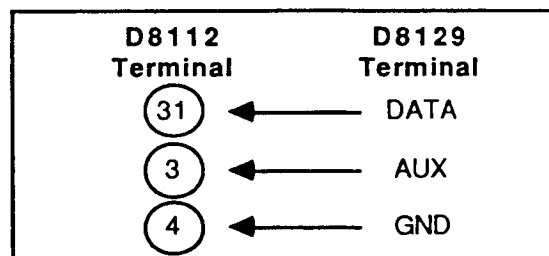 D8112 D8129
Terminal Terminal
31 DATA
3 AUX
4 GND